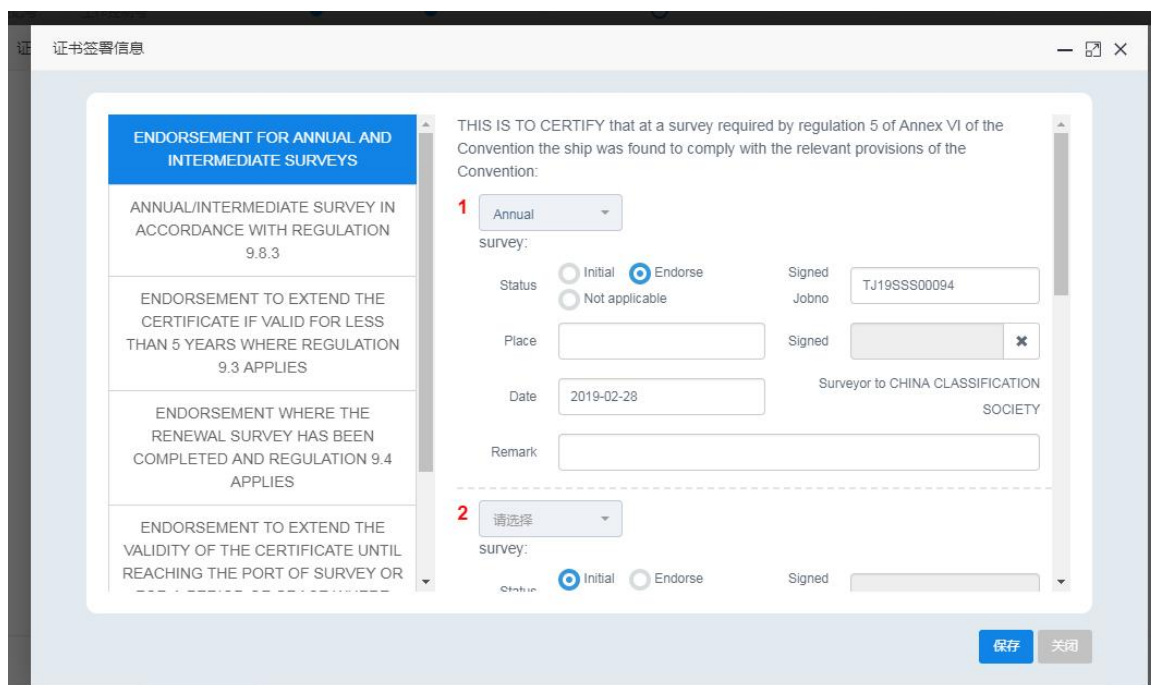 证书签署信息
ENDORSEMENT FOR ANNUAL AND
INTERMEDIATE SURVEYS
ANNUAL/INTERMEDIATE SURVEY IN
ACCORDANCE WITH REGULATION
9.8.3
ENDORSEMENT TO EXTEND THE
CERTIFICATE IF VALID FOR LESS
THAN 5 YEARS WHERE REGULATION
9.3 APPLIES
ENDORSEMENT WHERE THE
RENEWAL SURVEY HAS BEEN
COMPLETED AND REGULATION 9.4
APPLIES
ENDORSEMENT TO EXTEND THE
VALIDITY OF THE CERTIFICATE UNTIL
REACHING THE PORT OF SURVEY OR
THIS IS TO CERTIFY that at a survey required by regulation 5 of Annex VI of the
Convention the ship was found to comply with the relevant provisions of the
Convention:
1 Annual
survey:
Status Initial Endorse Signed
Not applicable Jobno TJ19SSS00094
Place Signed
Date 2019-02-28 Surveyor to CHINA CLASSIFICATION
SOCIETY
Remark
2 请选择
survey:
Status Initial Endorse Signed
保存 关闭